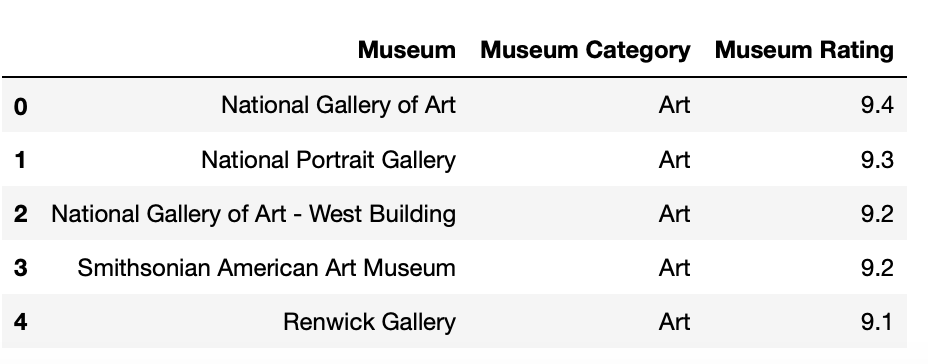 Museum Museum Category Museum Rating
0 National Gallery of Art Art 9.4
1 National Portrait Gallery Art 9.3
2 National Gallery of Art - West Building Art 9.2
3 Smithsonian American Art Museum Art 9.2
4 Renwick Gallery Art 9.1